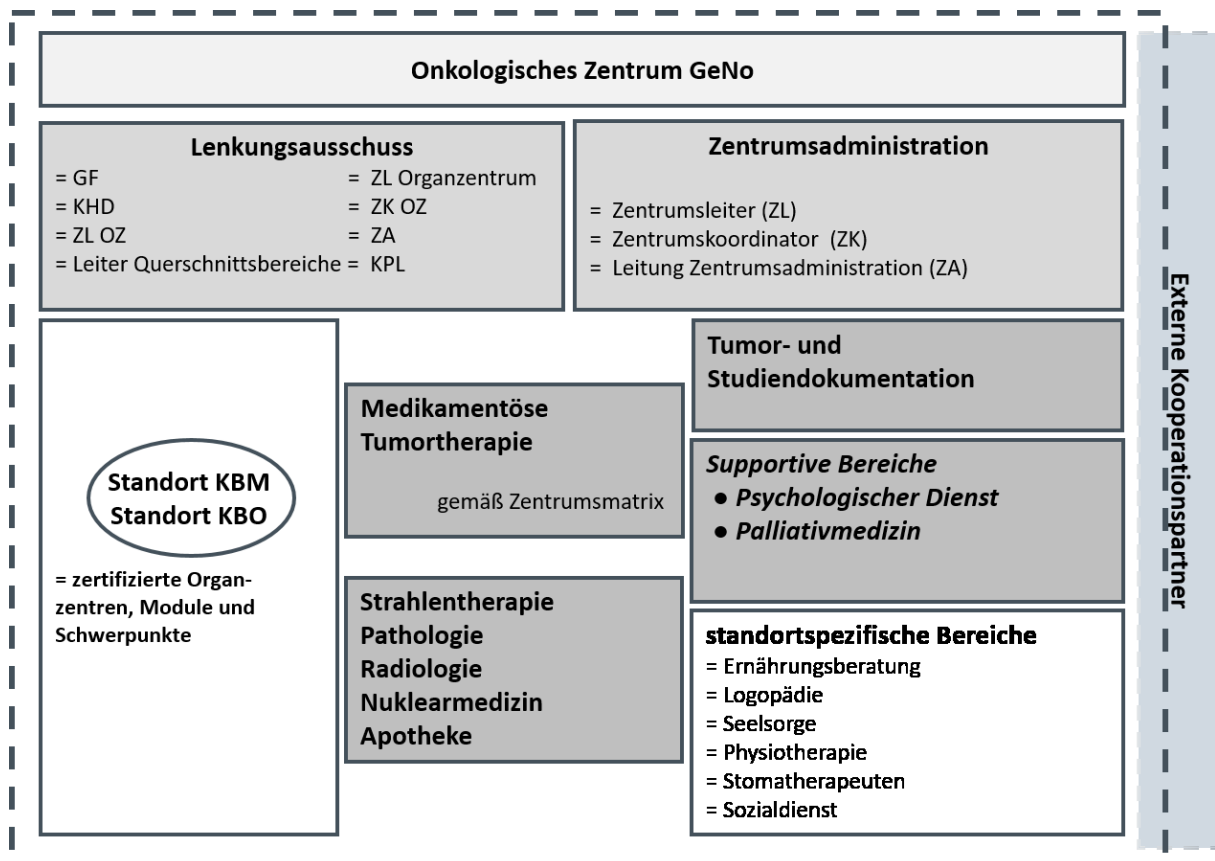 Onkologisches Zentrum GeNo
Lenkungsausschuss
= GF
= KHD
= ZL OZ
= Leiter Querschnittsbereiche
= ZL Organzentrum
= ZK OZ
= ZA
= KPL
Zentrumsadministration
= Zentrumsleiter (ZL)
= Zentrumskoordinator (ZK)
= Leitung Zentrumsadministration (ZA)
Standort KBM
Standort KBO
= zertifizierte Organ-
zentren, Module und
Schwerpunkte
Medikamentöse
Tumortherapie
gemäß Zentrumsmatrix
Strahlentherapie
Pathologie
Radiologie
Nuklearmedizin
Apotheke
Tumor- und
Studiendokumentation
Supportive Bereiche
● Psychologischer Dienst
● Palliativmedizin
standortspezifische Bereiche
= Ernährungsberatung
= Logopädie
= Seelsorge
= Physiotherapie
= Stomatherapeuten
= Sozialdienst
Externe Kooperationspartner